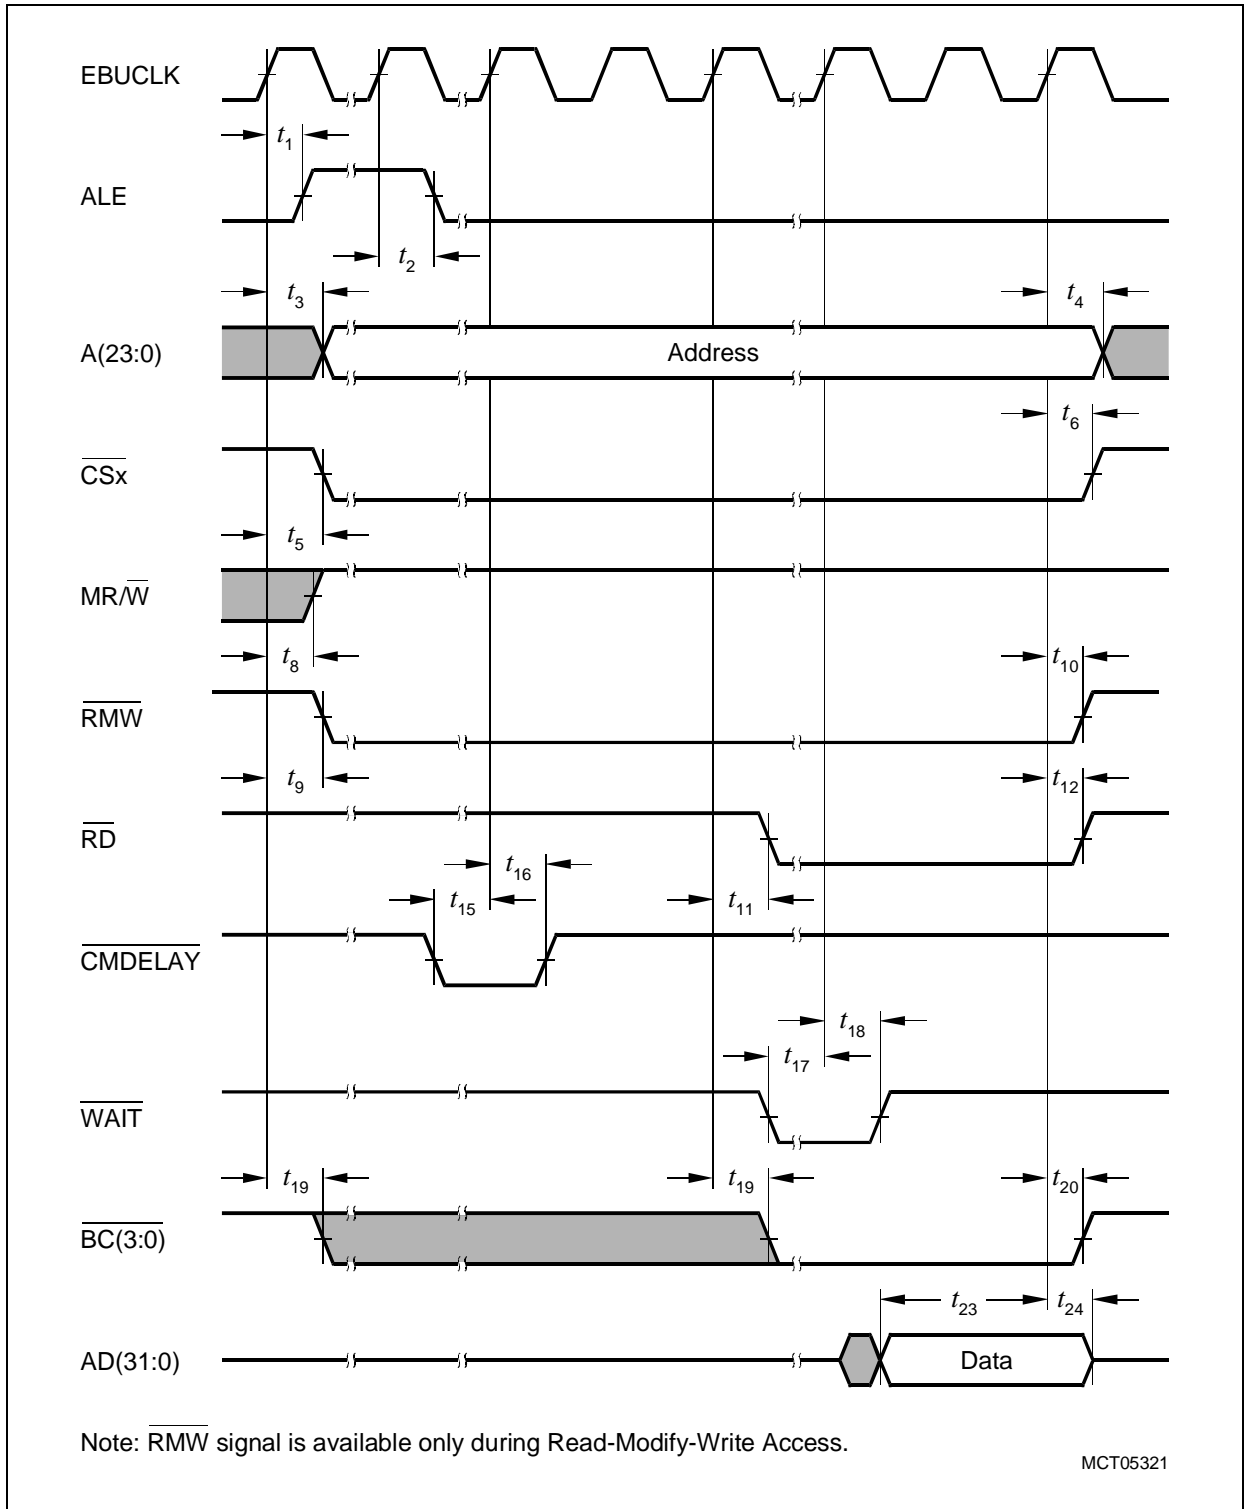 EBUCLK
t1
ALE
t2
t3
t4
A(23:0)
Address
t6
CSx
t5
MR/W
t8
t10
RMW
t9
t12
RD
t16
t15
t11
CMDELAY
t18
t17
WAIT
t19
t19
t20
BC(3:0)
t23
t24
AD(31:0)
Data
Note: RMW signal is available only during Read-Modify-Write Access.
MCT05321